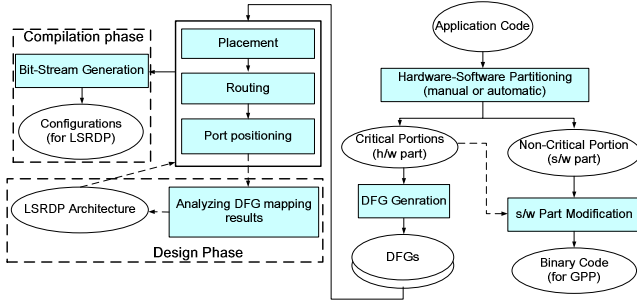 Compilation phase
Bit-Stream Generation
Configurations
(for LSRDP)
Placement
Routing
Port positioning
LSRDP Architecture
Analyzing DFG mapping
results
Design Phase
Application Code
Hardware-Software Partitioning
(manual or automatic)
Critical Portions
(h/w part)
Non-Critical Portion
(s/w part)
DFG Genration
s/w Part Modification
DFGs
Binary Code
(for GPP)